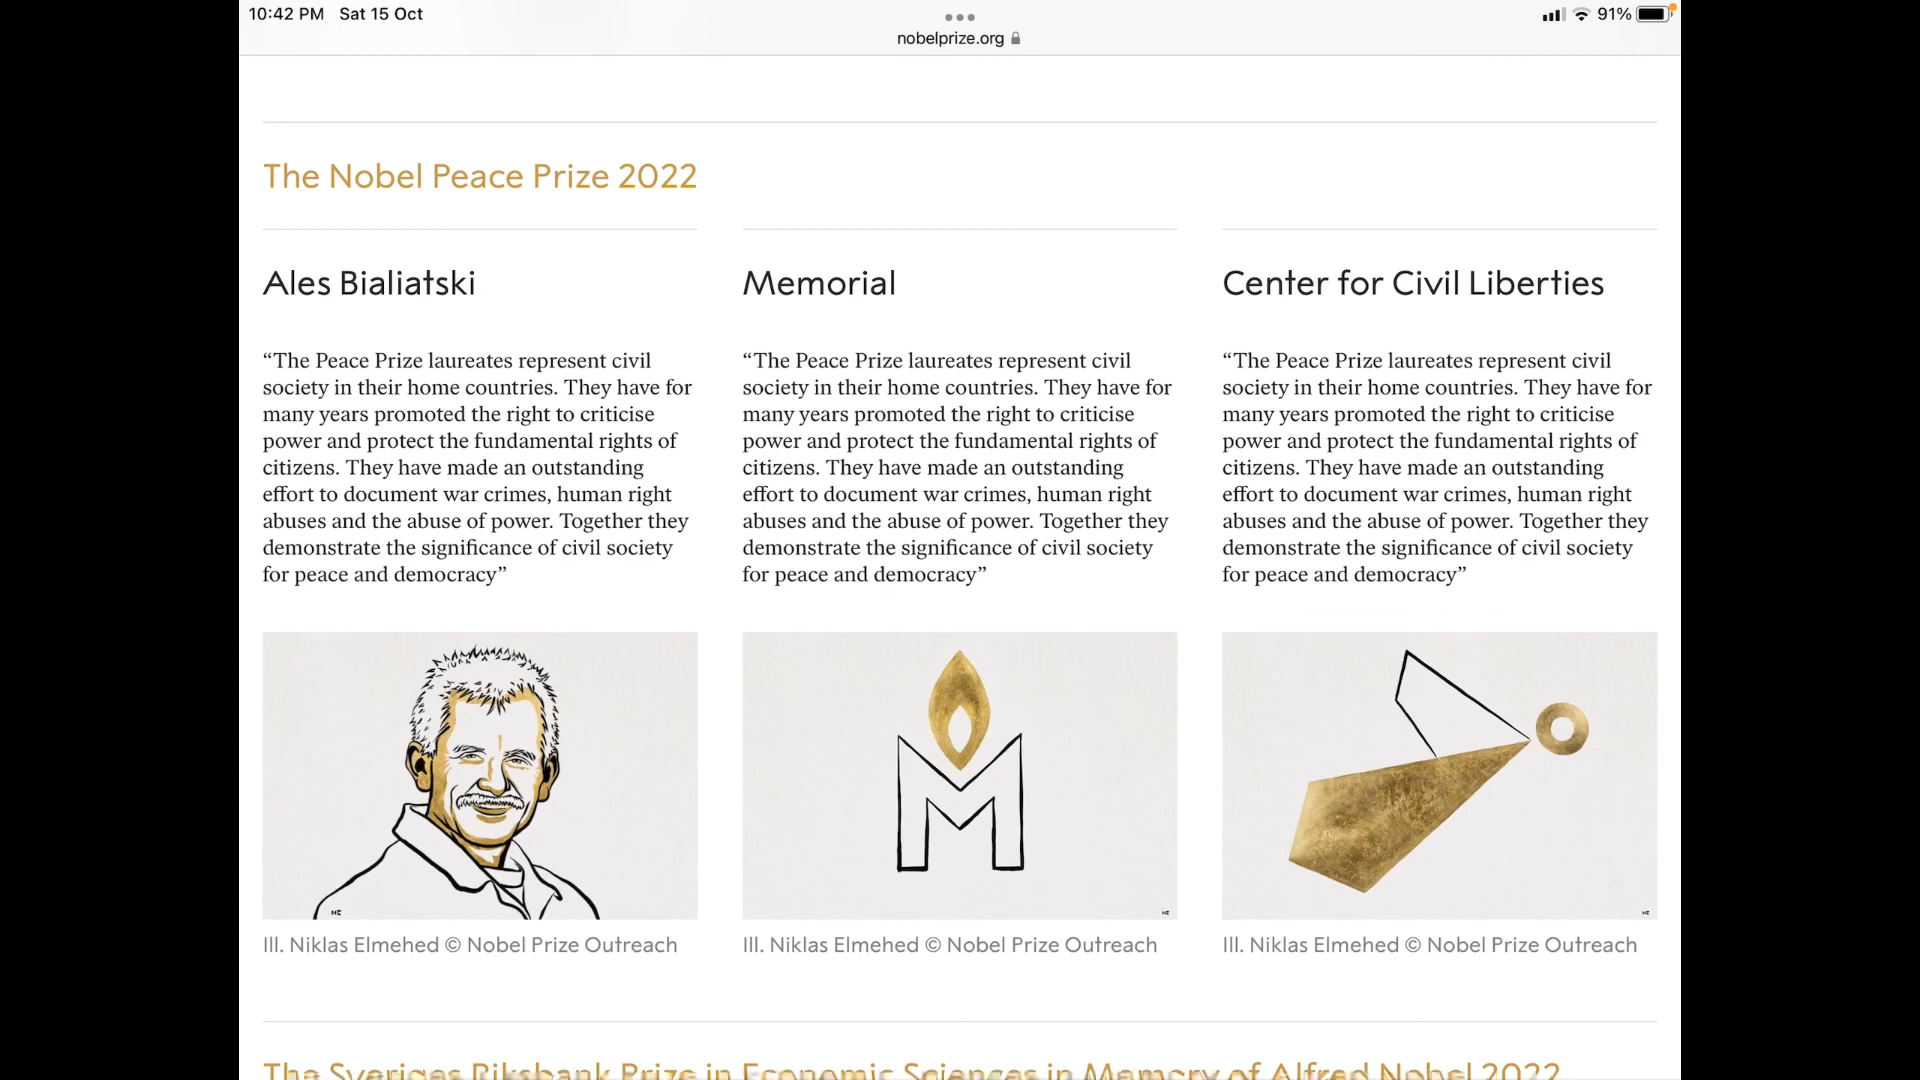 10:42 PM Sat 15 Oct
91%
nobelprize.org
The Nobel Peace Prize 2022
Ales Bialiatski
“The Peace Prize laureates represent civil
society in their home countries. They have for
many years promoted the right to criticise
power and protect the fundamental rights of
citizens. They have made an outstanding
effort to document war crimes, human right
abuses and the abuse of power. Together they
demonstrate the significance of civil society
for peace and democracy”
Ill. Niklas Elmehed © Nobel Prize Outreach
Memorial
“The Peace Prize laureates represent civil
society in their home countries. They have for
many years promoted the right to criticise
power and protect the fundamental rights of
citizens. They have made an outstanding
effort to document war crimes, human right
abuses and the abuse of power. Together they
demonstrate the significance of civil society
for peace and democracy”
M
Ill. Niklas Elmehed © Nobel Prize Outreach
Center for Civil Liberties
“The Peace Prize laureates represent civil
society in their home countries. They have for
many years promoted the right to criticise
power and protect the fundamental rights of
citizens. They have made an outstanding
effort to document war crimes, human right
abuses and the abuse of power. Together they
demonstrate the significance of civil society
for peace and democracy”
Ill. Niklas Elmehed © Nobel Prize Outreach
The Sveriges Riksbank Prize in Economic Sciences in Memory of Alfred Nobel 2022